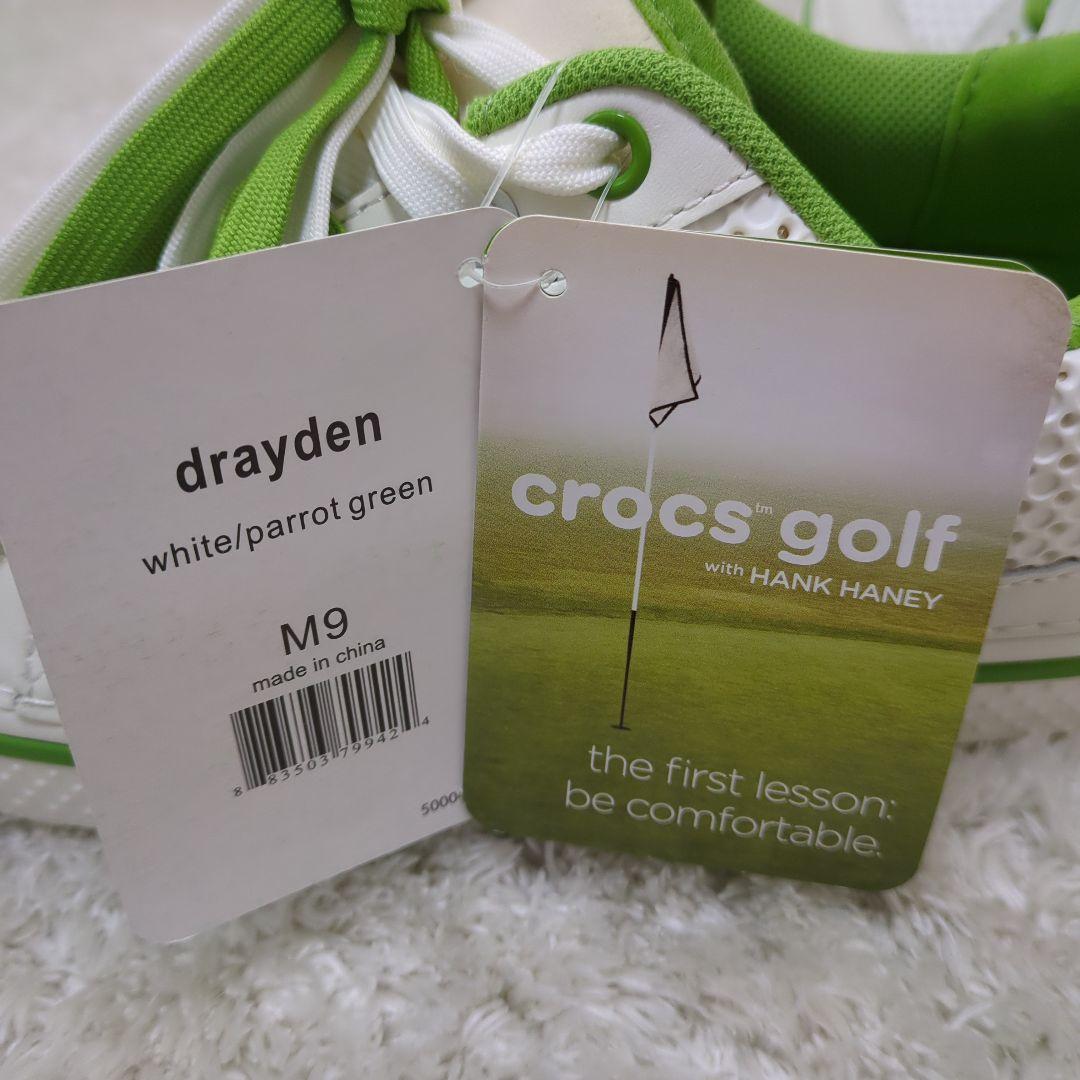 drayden
white/parrot green
M9
made in china
8 83503 79942 4
crocs™ golf
with HANK HANEY
the first lesson:
be comfortable.